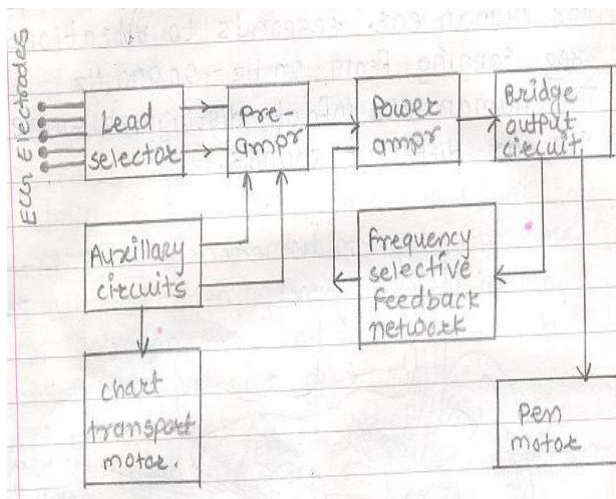 ECG Electrodes
Lead
selector
Pre-
ampr
Power
ampr
Bridge
output
circuit
Auxillary
circuits
frequency
selective
feedback
network
chart
transport
motor.
pen
motor